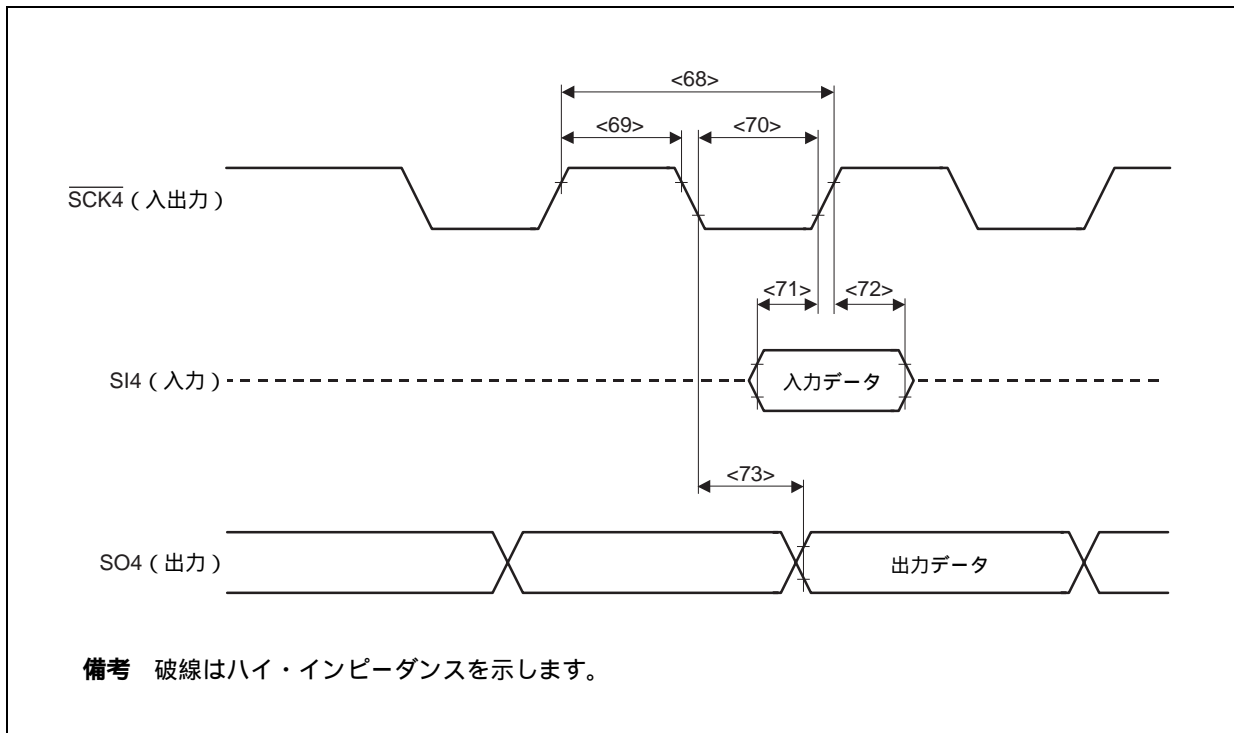 <68>
<69> <70>
SCK4（入出力）
<71> <72>
SI4（入力） 入力データ
<73>
SO4（出力） 出力データ
備考 破線はハイ・インピーダンスを示します。